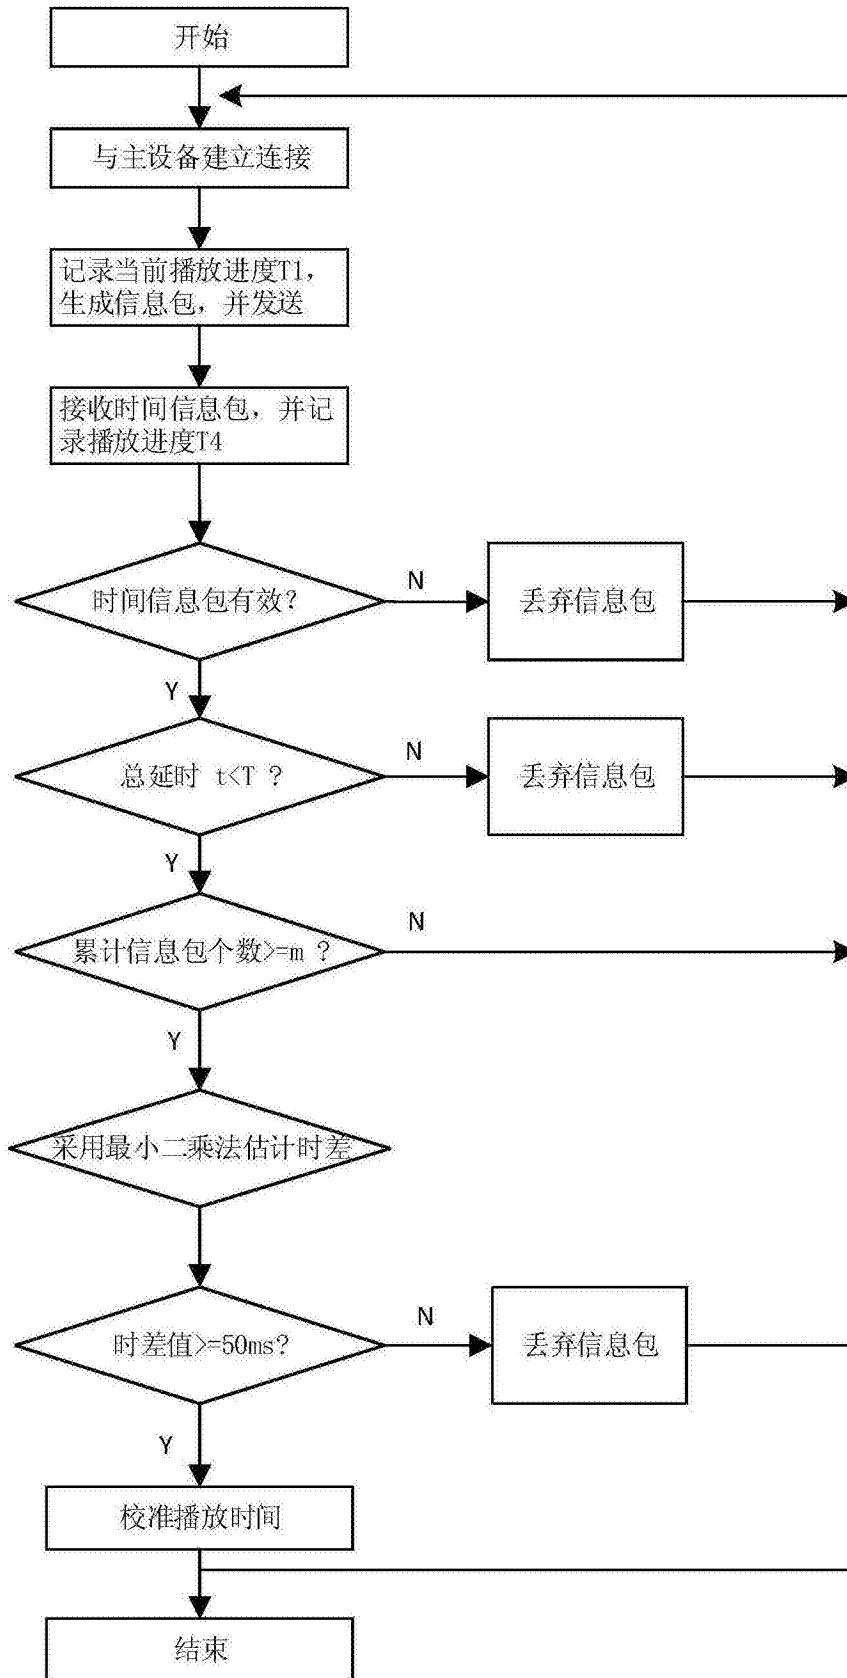 开始
与主设备建立连接
记录当前播放进度T1,
生成信息包，并发送
接收时间信息包，并记
录播放进度T4
时间信息包有效？
N
丢弃信息包
Y
总延时 t<T ?
N
丢弃信息包
Y
累计信息包个数>=m ?
N
Y
采用最小二乘法估计时差
时差值>=50ms?
N
丢弃信息包
Y
校准播放时间
结束